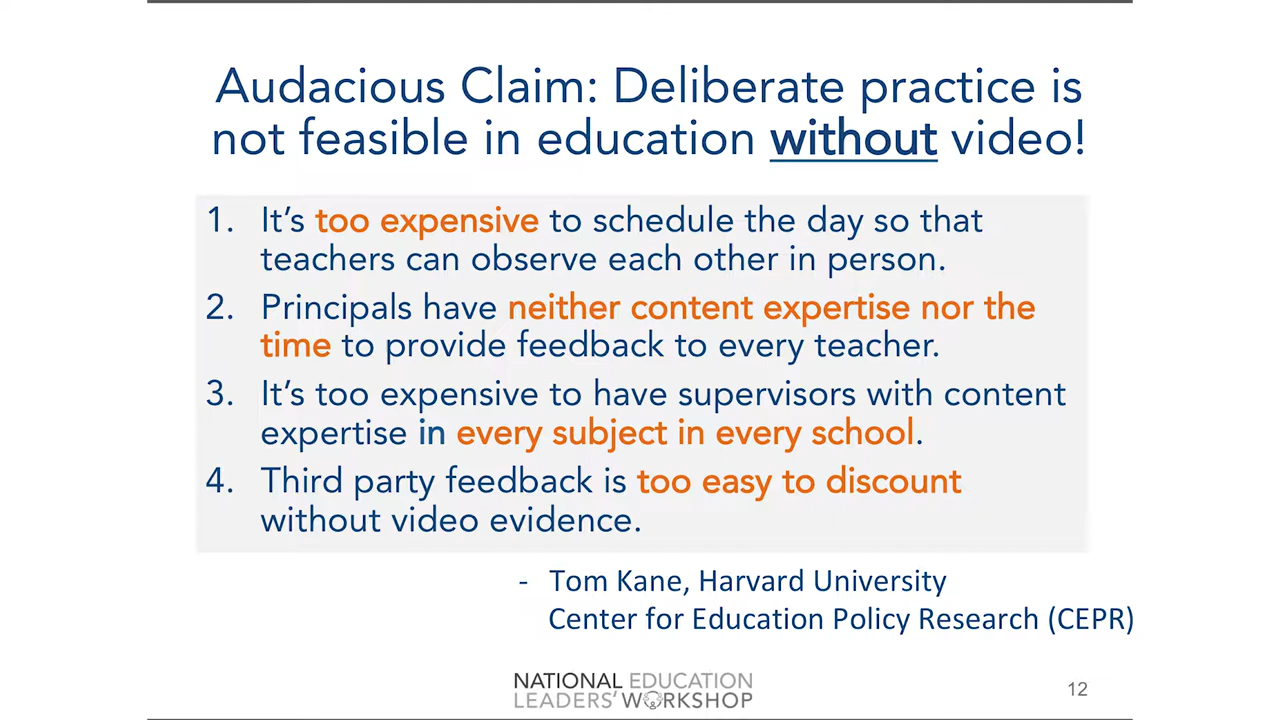 Audacious Claim: Deliberate practice is
not feasible in education without video!
1. It's too expensive to schedule the day so that
teachers can observe each other in person.
2. Principals have neither content expertise nor the
time to provide feedback to every teacher.
3. It's too expensive to have supervisors with content
expertise in every subject in every school.
4. Third party feedback is too easy to discount
without video evidence.
- Tom Kane, Harvard University
Center for Education Policy Research (CEPR)
NATIONAL EDUCATION
LEADERS' WORKSHOP
12